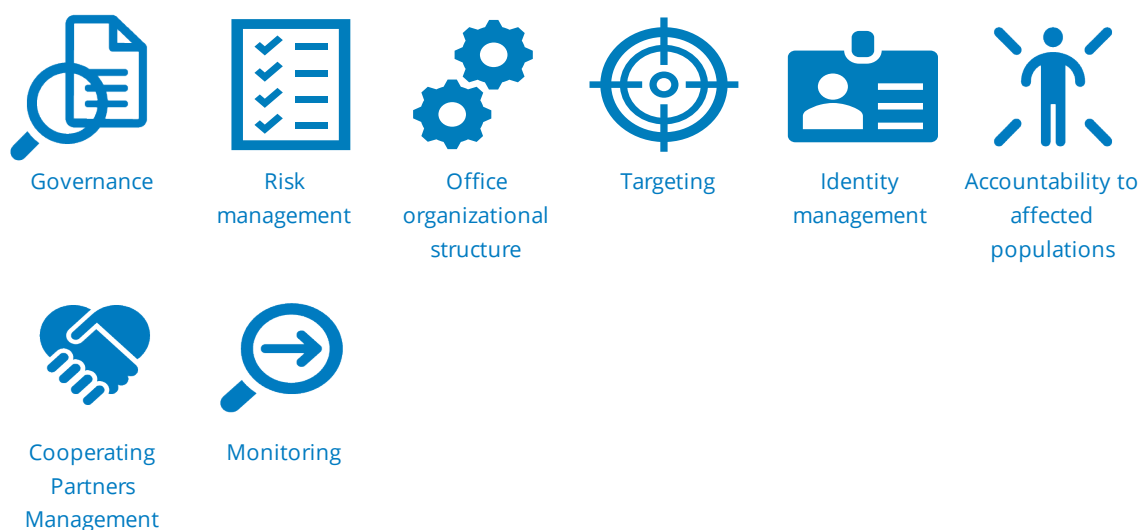 Governance
Risk
management
Office
organizational
structure
Targeting
Identity
management
Accountability to
affected
populations
Cooperating
Partners
Management
Monitoring